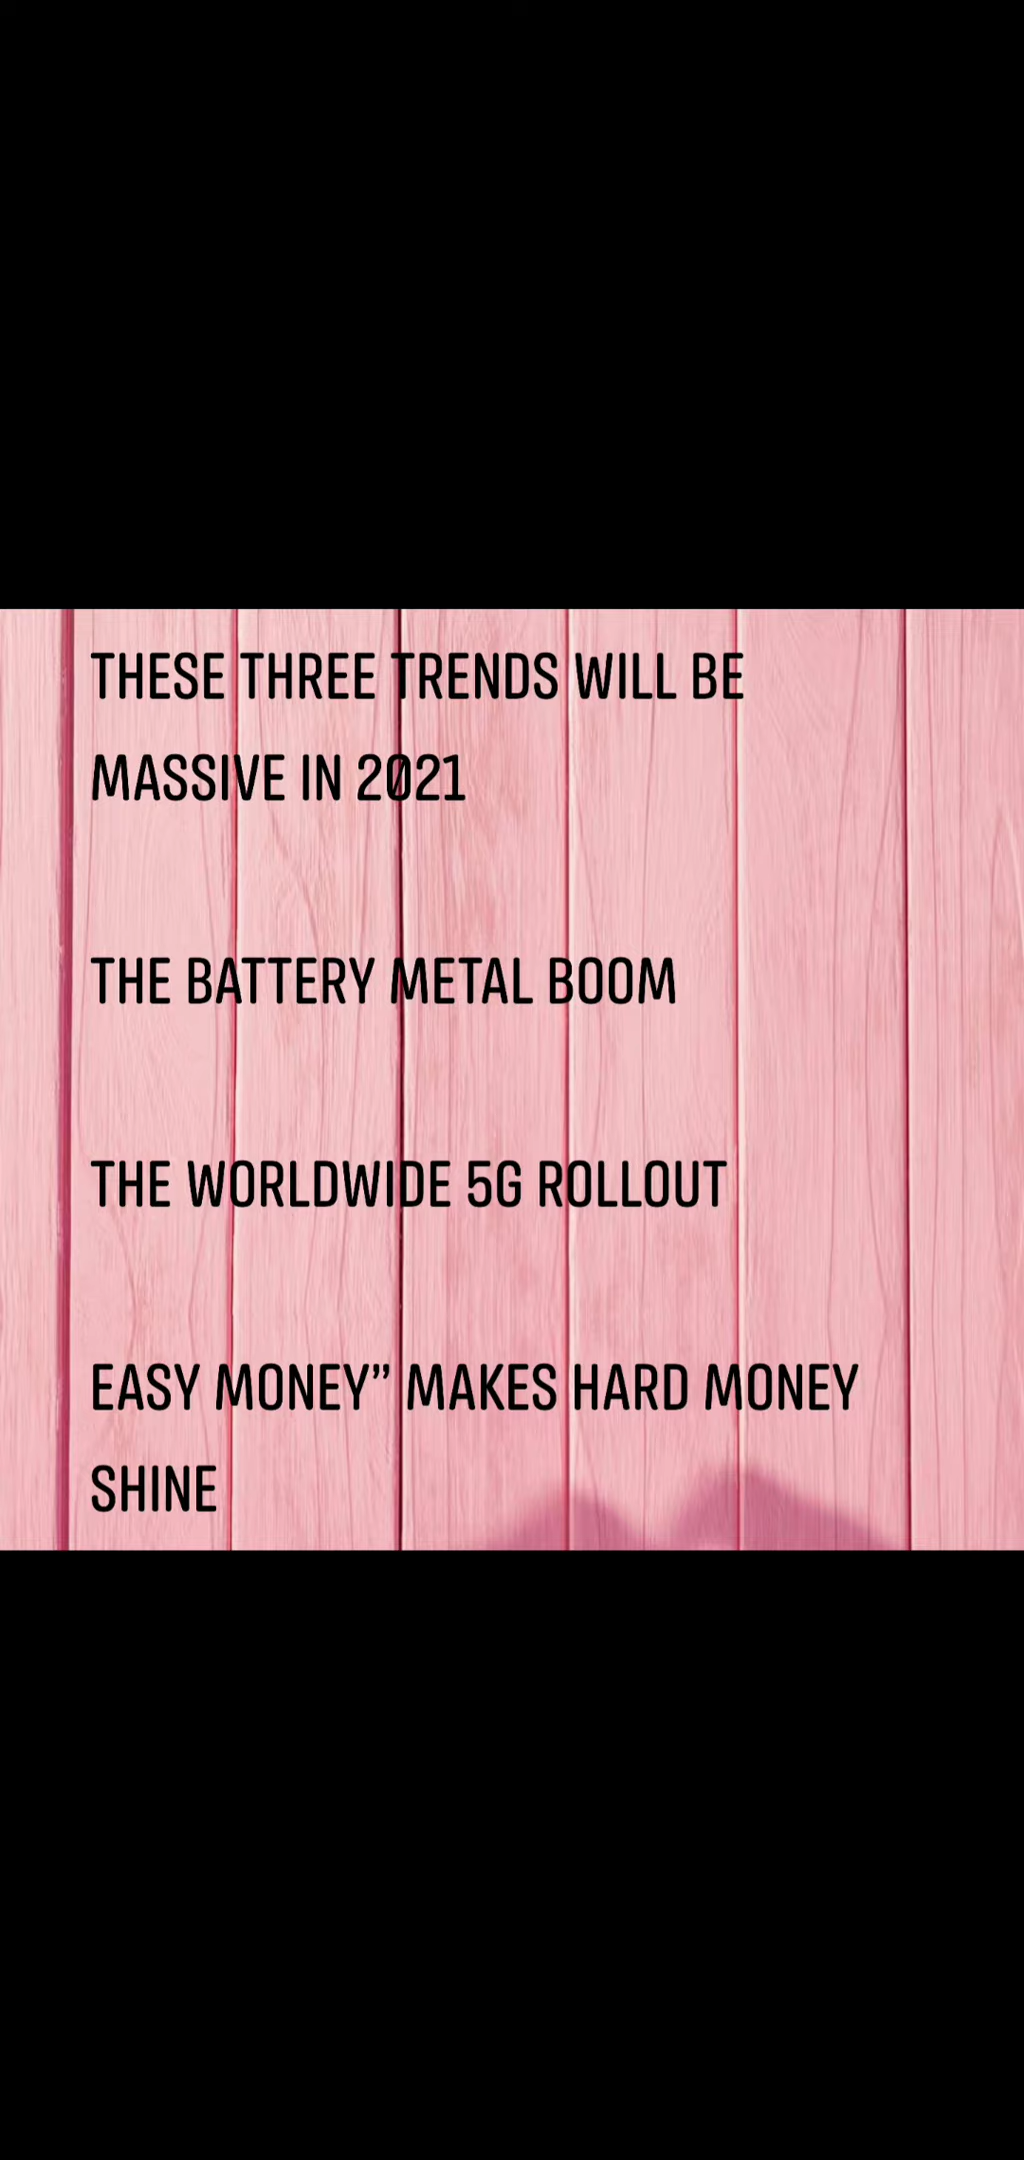 THESE THREE TRENDS WILL BE
MASSIVE IN 2021
THE BATTERY METAL BOOM
THE WORLDWIDE 5G ROLLOUT
EASY MONEY” MAKES HARD MONEY
SHINE